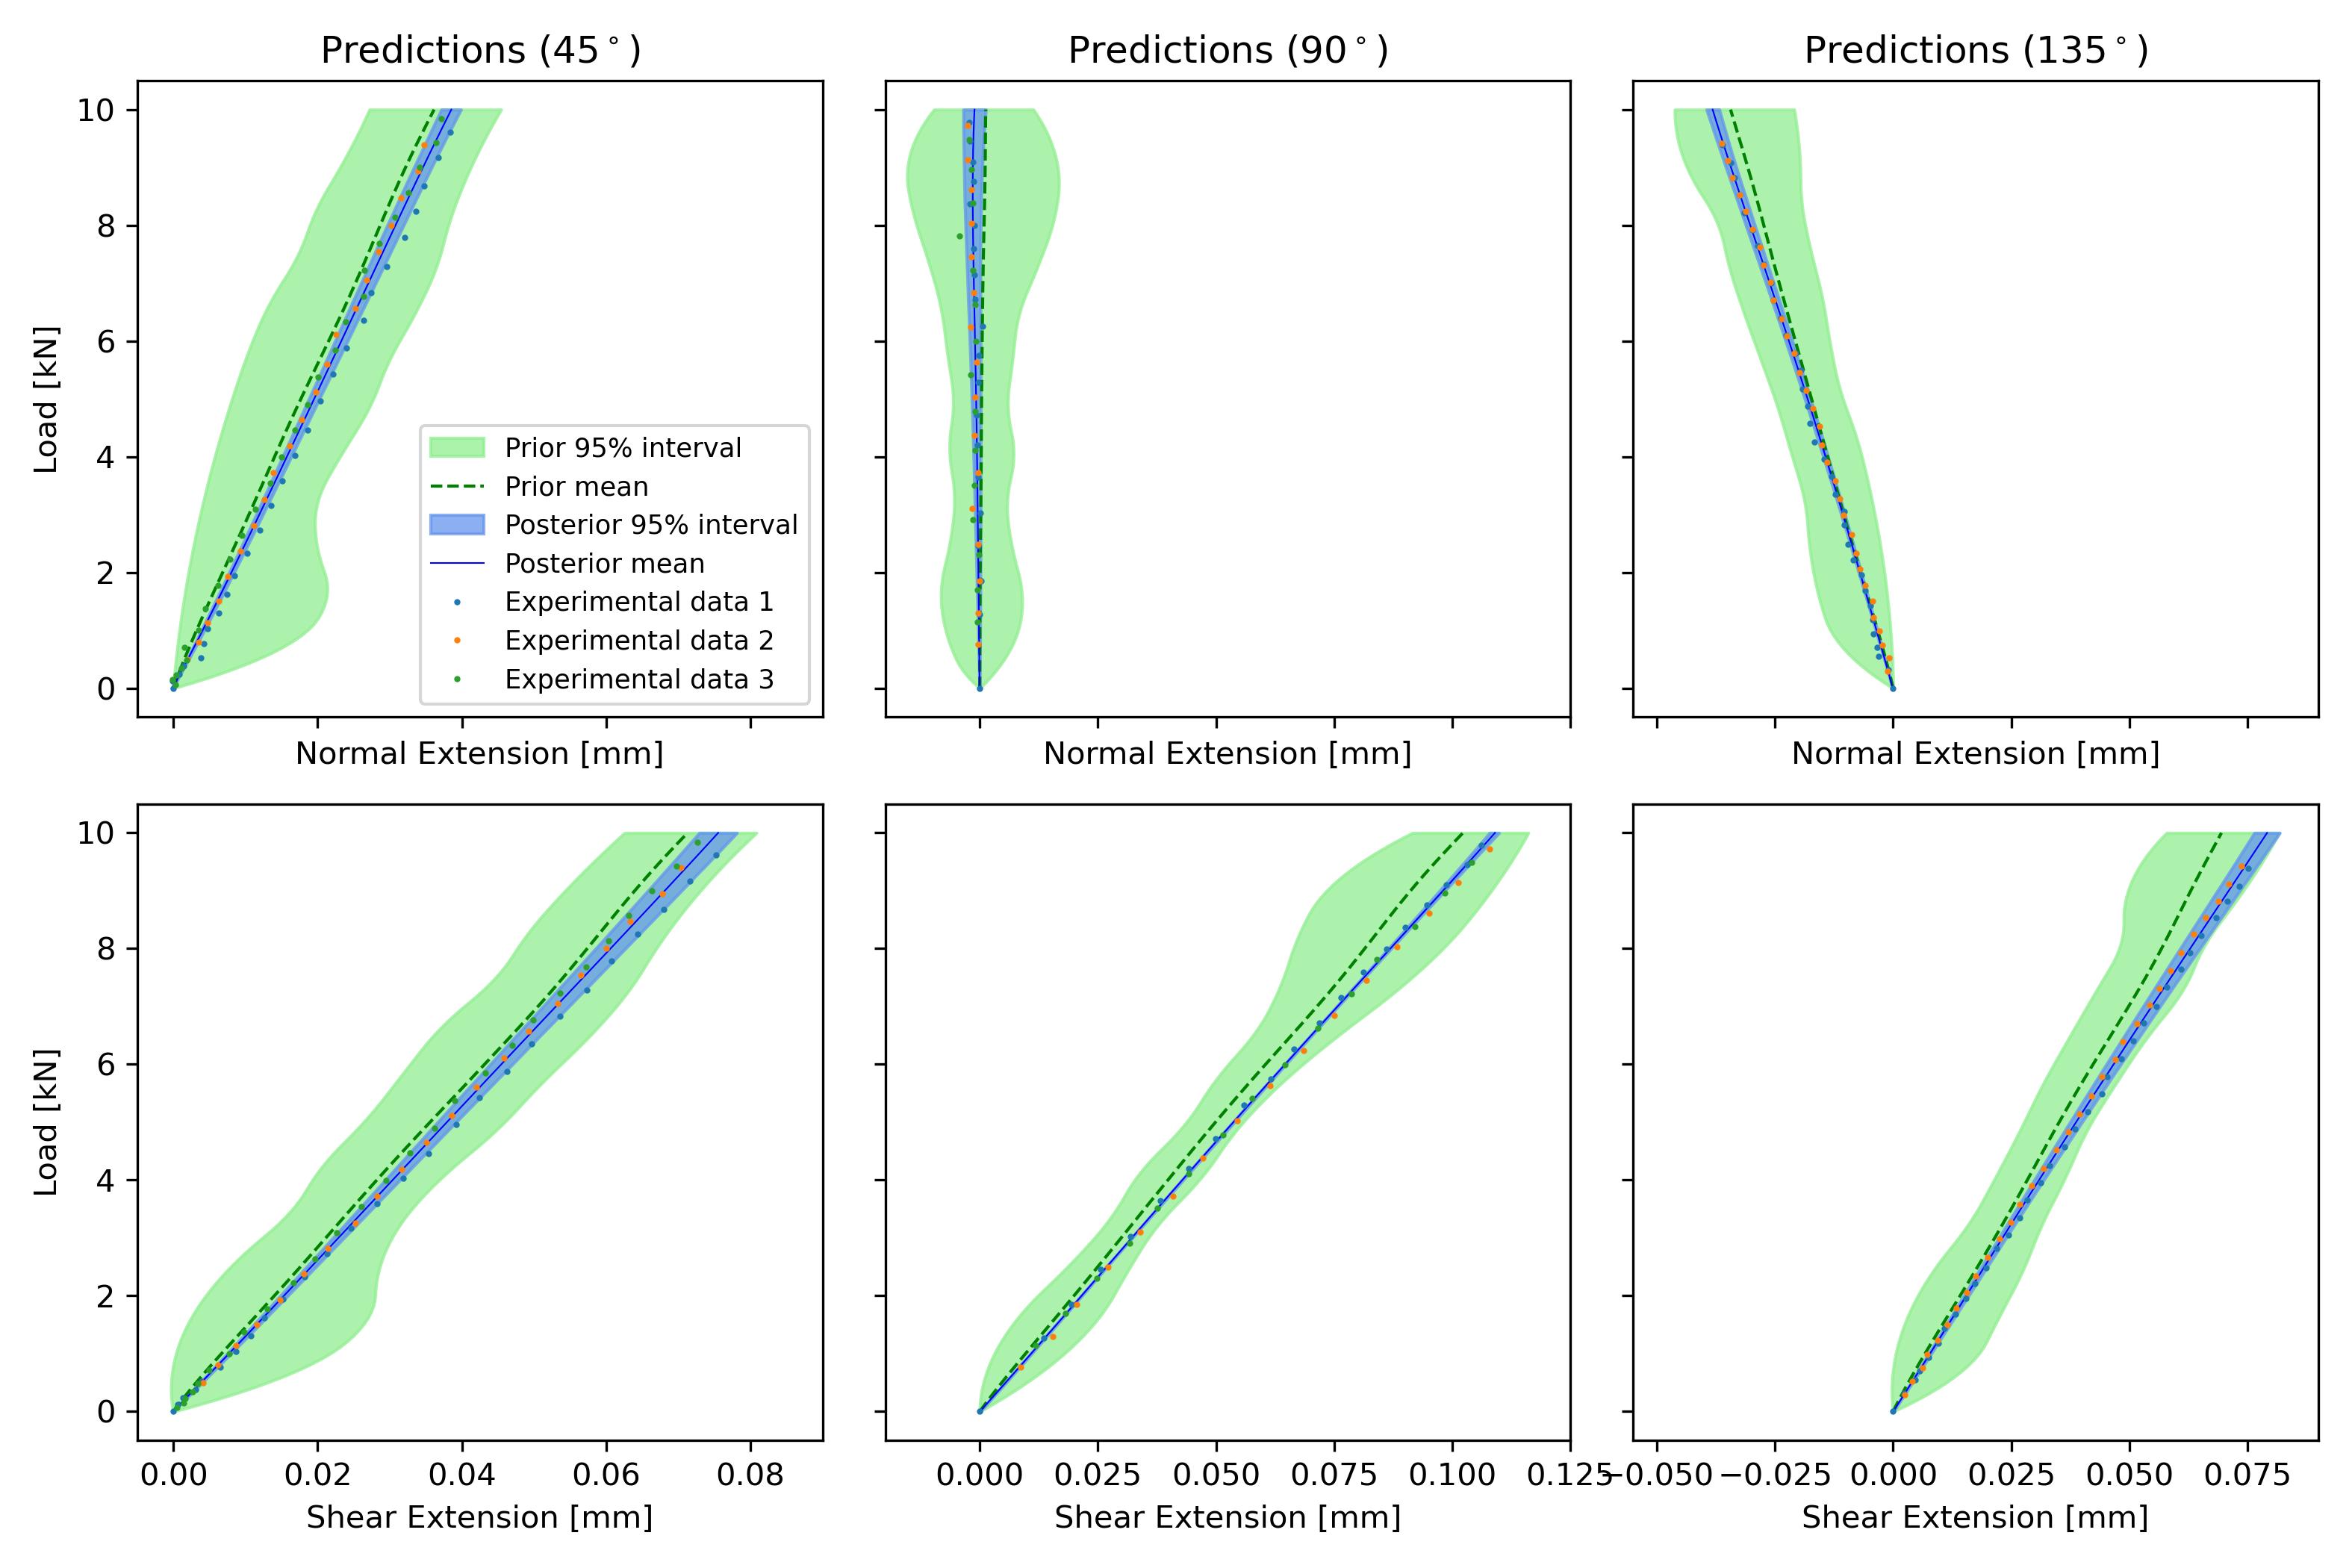 Predictions (45°)
Predictions (90°)
Predictions (135°)
10
8
6
4
2
0
Load [kN]
Prior 95% interval
Prior mean
Posterior 95% interval
Posterior mean
Experimental data 1
Experimental data 2
Experimental data 3
Normal Extension [mm]
Normal Extension [mm]
Normal Extension [mm]
10
8
6
4
2
0
Load [kN]
0.00 0.02 0.04 0.06 0.08
0.000 0.025 0.050 0.075 0.100 0.125
−0.050 −0.025 0.000 0.025 0.050 0.075
Shear Extension [mm]
Shear Extension [mm]
Shear Extension [mm]